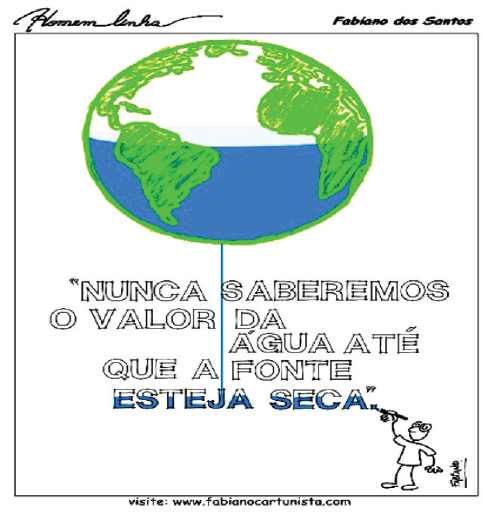 Homem linha
Fabiano dos Santos
"NUNCA SABEREMOS
O VALOR DA
ÁGUA ATÉ
QUE A FONTE
ESTEJA SECA."
FABIANO
visite: www.fabianocartunista.com